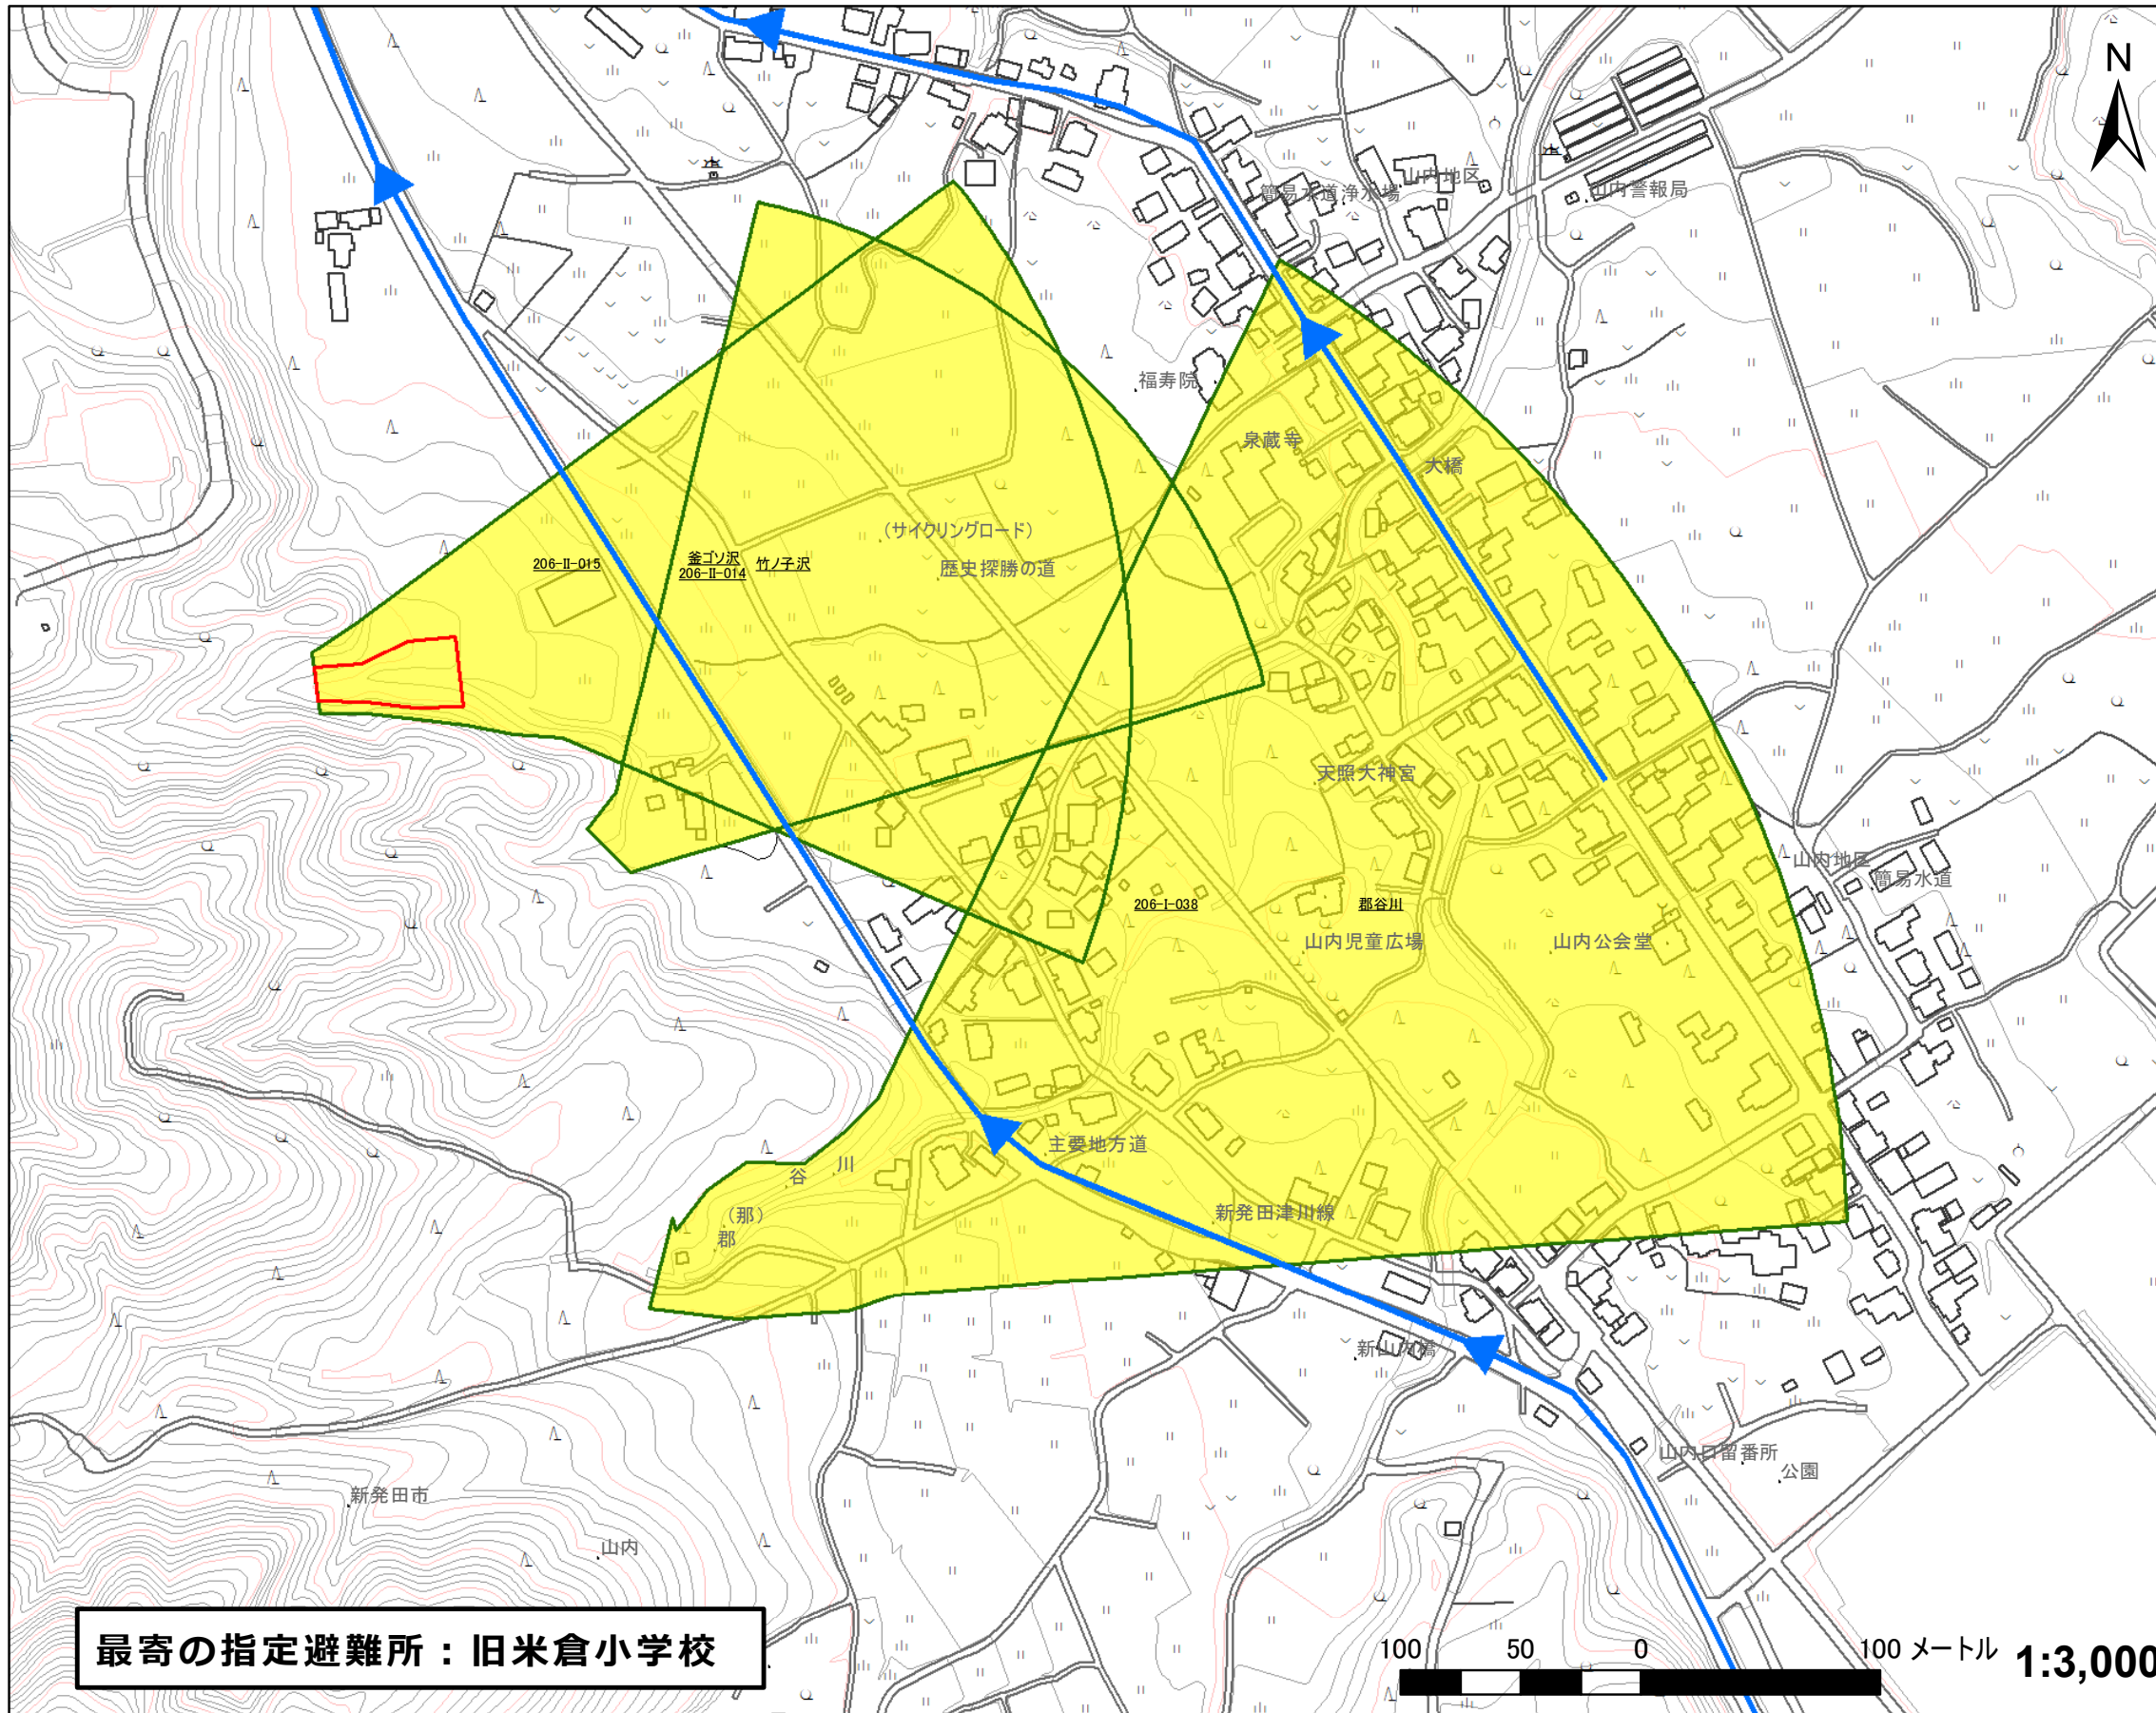 N
山内地区
簡易水道浄水場
山内警報局
福寿院
泉蔵寺
大橋
(サイクリングロード)
歴史探勝の道
206-II-015
釜ゴソ沢
206-II-014
竹ノ子沢
天照大神宮
206-I-038
郡谷川
山内児童広場
山内公会堂
山内地区
簡易水道
主要地方道
川
谷
(那)
郡
新発田津川線
新山内橋
山内口留番所
公園
新発田市
山内
最寄の指定避難所:旧米倉小学校
100 50 0 100 メートル
1:3,000